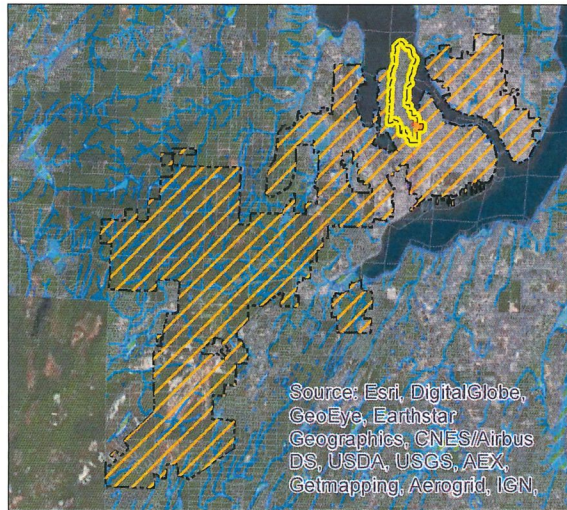 Source: Esri, DigitalGlobe,
GeoEye, Earthstar
Geographics, CNES/Airbus
DS, USDA, USGS, AEX,
Getmapping, Aerogrid, IGN,